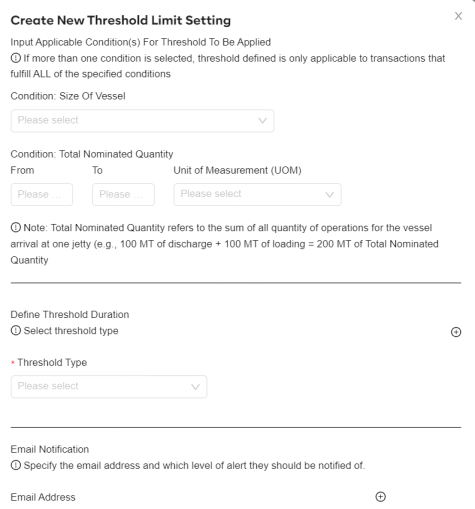 Create New Threshold Limit Setting X
Input Applicable Condition(s) For Threshold To Be Applied
If more than one condition is selected, threshold defined is only applicable to transactions that
fulfill ALL of the specified conditions
Condition: Size Of Vessel
Please select
Condition: Total Nominated Quantity
From To Unit of Measurement (UOM)
Please ... Please ... Please select
Note: Total Nominated Quantity refers to the sum of all quantity of operations for the vessel
arrival at one jetty (e.g., 100 MT of discharge + 100 MT of loading = 200 MT of Total Nominated
Quantity
Define Threshold Duration
Select threshold type
* Threshold Type
Please select
Email Notification
Specify the email address and which level of alert they should be notified of.
Email Address